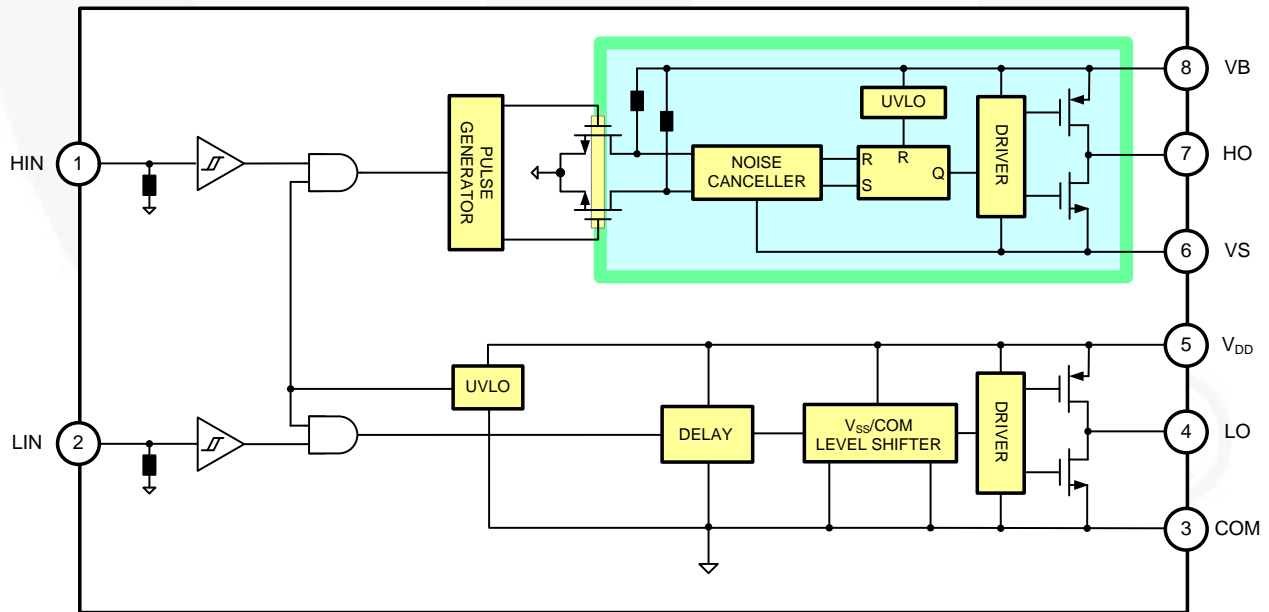 HIN
1
PULSE
GENERATOR
NOISE
CANCELLER
UVLO
R
R
S
Q
DRIVER
8
VB
7
HO
6
VS
LIN
2
UVLO
DELAY
VSS/COM
LEVEL SHIFTER
DRIVER
5
VDD
4
LO
3
COM